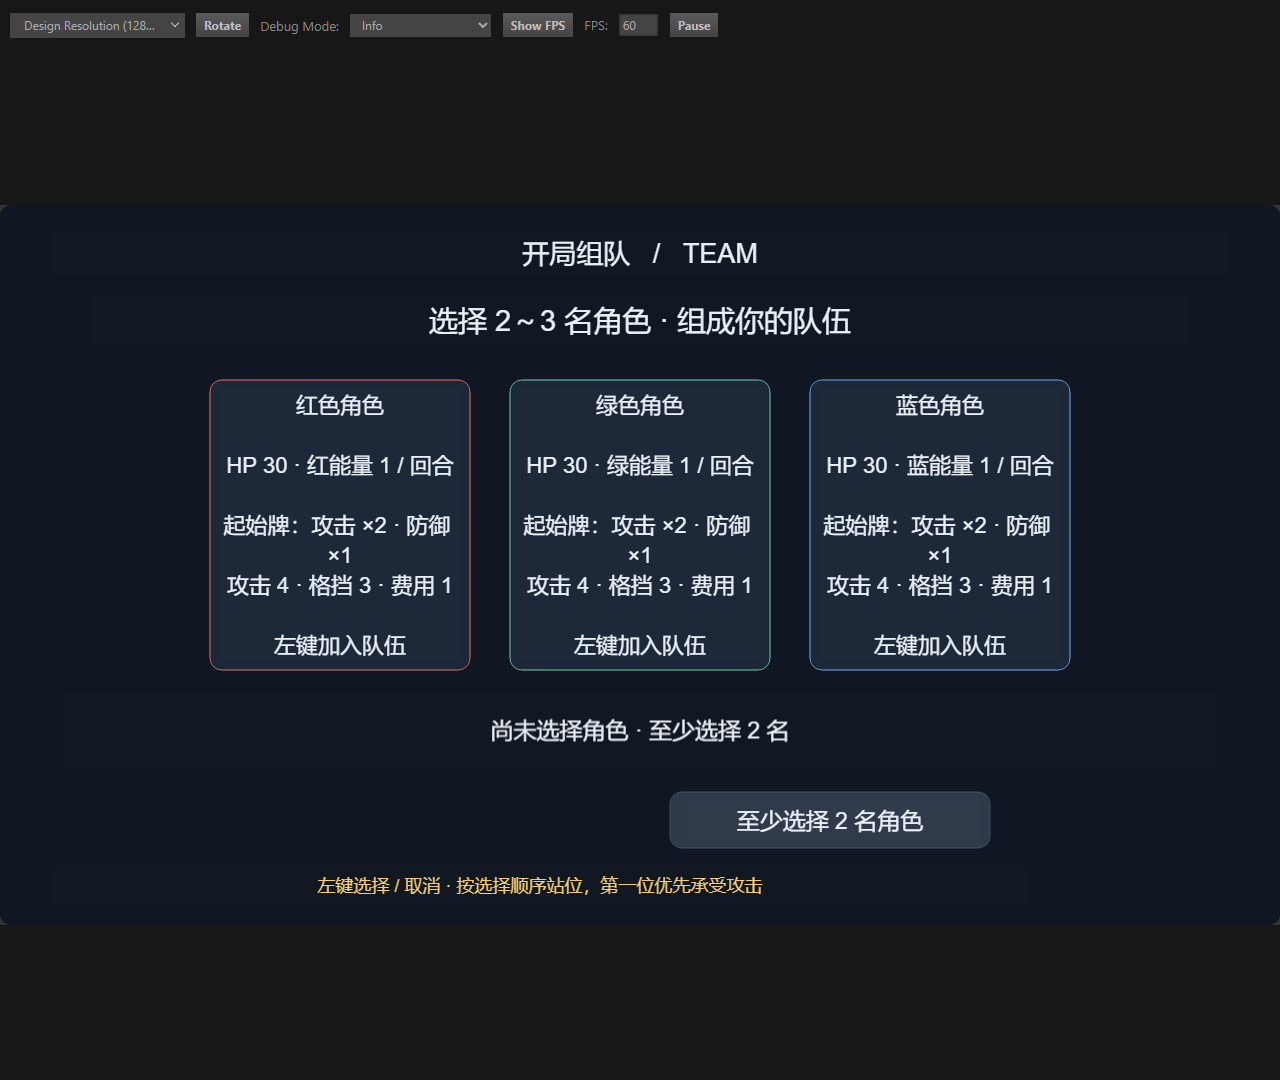 Design Resolution (128... Rotate Debug Mode: Info Show FPS FPS: 60 Pause
开局组队 / TEAM
选择 2~3 名角色 · 组成你的队伍
红色角色
HP 30 · 红能量 1 / 回合
起始牌：攻击 ×2 · 防御
×1
攻击 4 · 格挡 3 · 费用 1
左键加入队伍
绿色角色
HP 30 · 绿能量 1 / 回合
起始牌：攻击 ×2 · 防御
×1
攻击 4 · 格挡 3 · 费用 1
左键加入队伍
蓝色角色
HP 30 · 蓝能量 1 / 回合
起始牌：攻击 ×2 · 防御
×1
攻击 4 · 格挡 3 · 费用 1
左键加入队伍
尚未选择角色 · 至少选择 2 名
至少选择 2 名角色
左键选择 / 取消 · 按选择顺序站位，第一位优先承受攻击